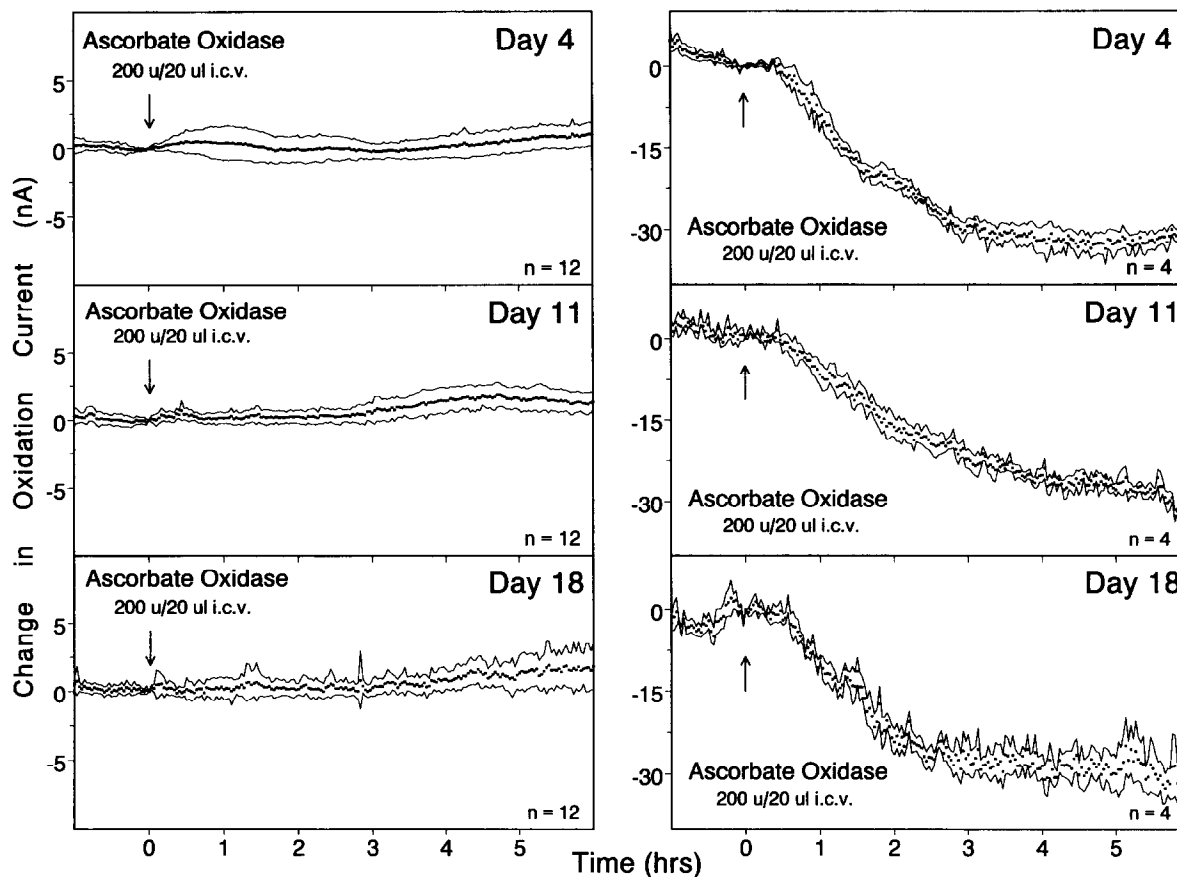 Change in Oxidation Current (nA)
Ascorbate Oxidase
200 u/20 ul i.c.v.
Day 4
5
0
-5
n = 12
Ascorbate Oxidase
200 u/20 ul i.c.v.
Day 11
5
0
-5
n = 12
Ascorbate Oxidase
200 u/20 ul i.c.v.
Day 18
5
0
-5
n = 12
0 1 2 3 4 5
Day 4
0
-15
-30
Ascorbate Oxidase
200 u/20 ul i.c.v.
n = 4
Day 11
0
-15
-30
Ascorbate Oxidase
200 u/20 ul i.c.v.
n = 4
Day 18
0
-15
-30
Ascorbate Oxidase
200 u/20 ul i.c.v.
n = 4
0 1 2 3 4 5
Time (hrs)